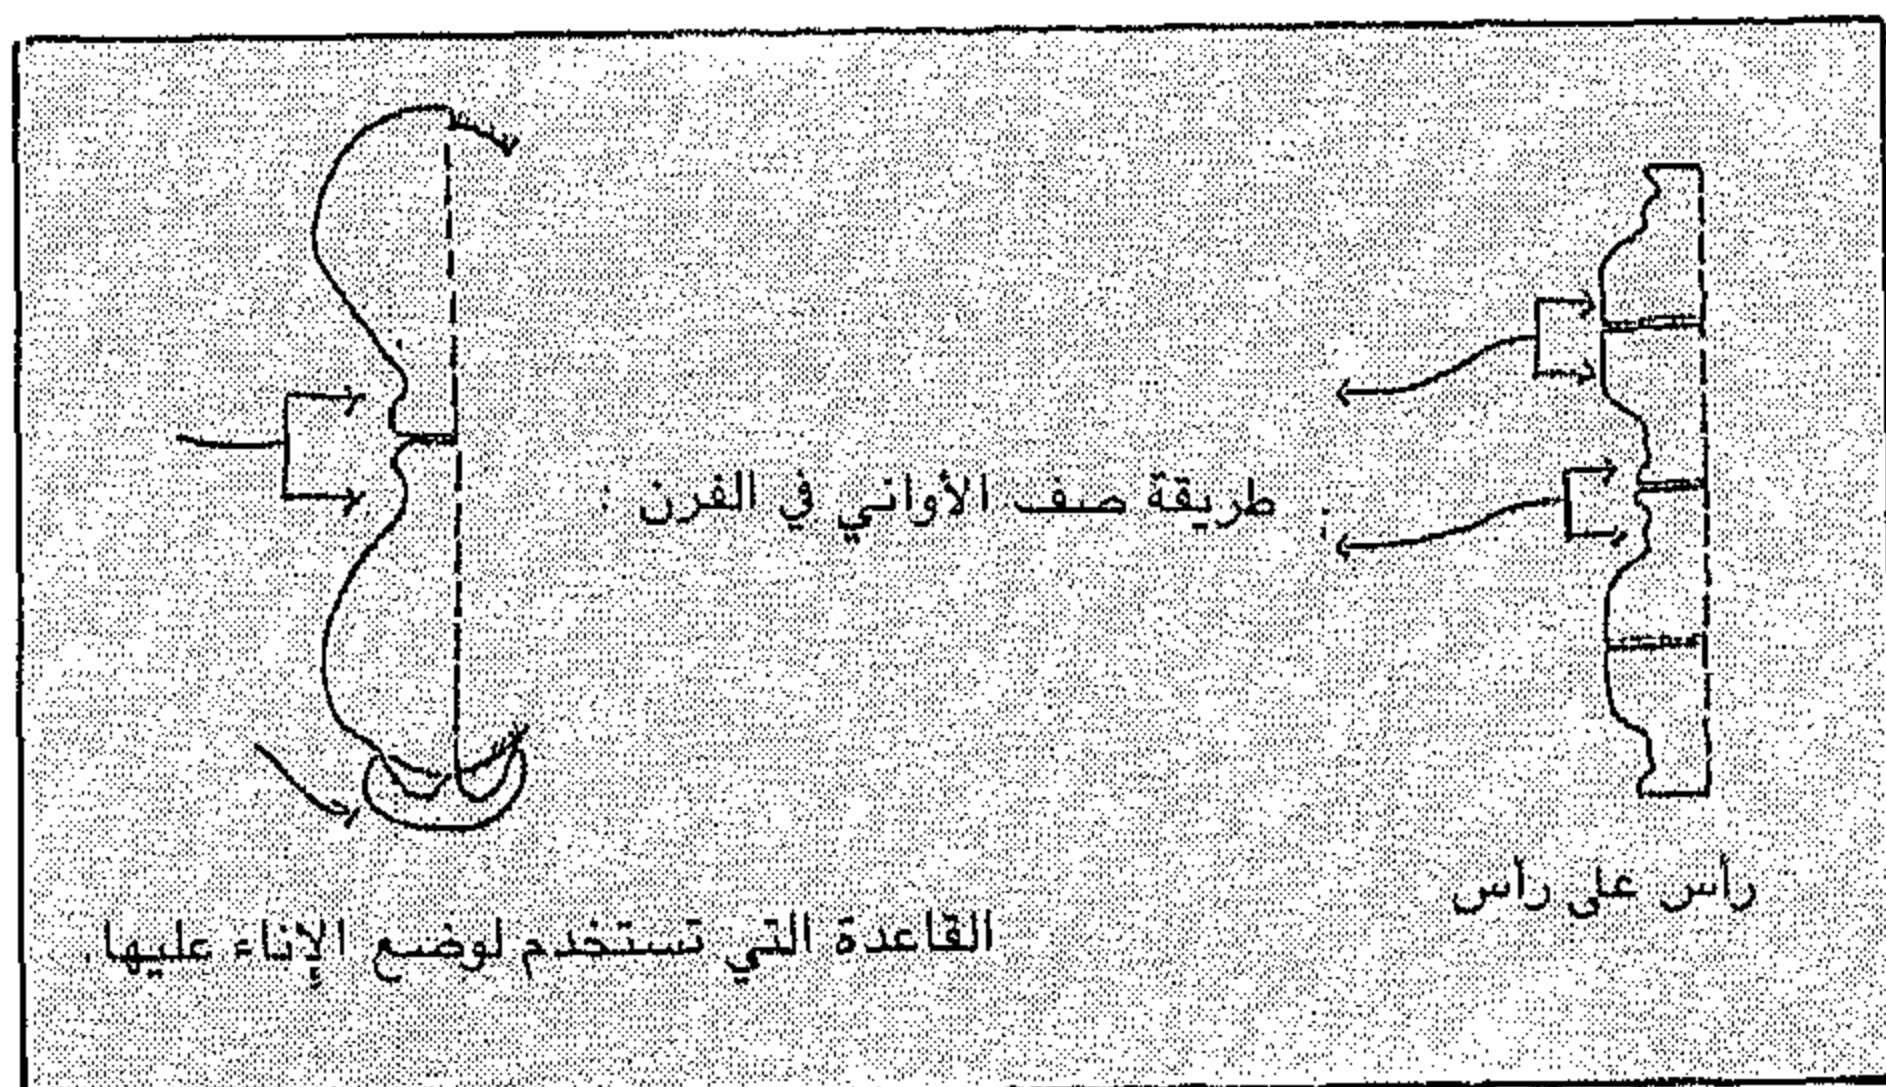 طريقة صف الأواني في الفرن :
رأس على رأس
القاعدة التي تستخدم لوضع الإناء عليها.